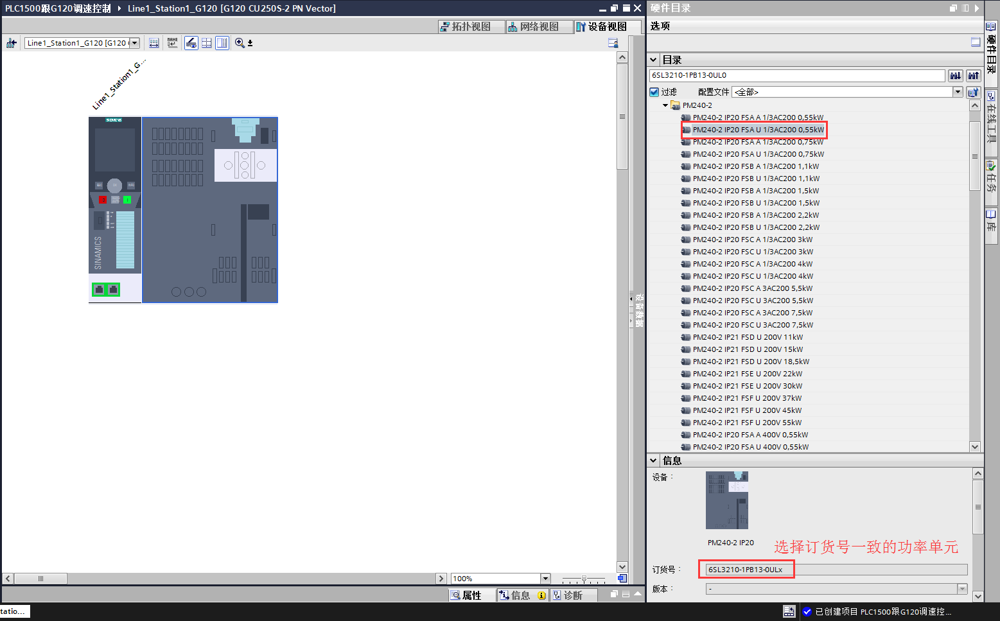 PLC1500跟G120调速控制 ▸ Line1_Station1_G120 [G120 CU250S-2 PN Vector]
拓扑视图
网络视图
设备视图
Line1_Station1_G120 [G120
NAME
Line1_Station1_G...
SIEMENS
SINAMICS
设备数据
100%
属性
信息
诊断
硬件目录
选项
目录
6SL3210-1PB13-0UL0
过滤
配置文件
<全部>
PM240-2
PM240-2 IP20 FSA A 1/3AC200 0,55kW
PM240-2 IP20 FSA U 1/3AC200 0,55kW
PM240-2 IP20 FSA A 1/3AC200 0,75kW
PM240-2 IP20 FSA U 1/3AC200 0,75kW
PM240-2 IP20 FSB A 1/3AC200 1,1kW
PM240-2 IP20 FSB U 1/3AC200 1,1kW
PM240-2 IP20 FSB A 1/3AC200 1,5kW
PM240-2 IP20 FSB U 1/3AC200 1,5kW
PM240-2 IP20 FSB A 1/3AC200 2,2kW
PM240-2 IP20 FSB U 1/3AC200 2,2kW
PM240-2 IP20 FSC A 1/3AC200 3kW
PM240-2 IP20 FSC U 1/3AC200 3kW
PM240-2 IP20 FSC A 1/3AC200 4kW
PM240-2 IP20 FSC U 1/3AC200 4kW
PM240-2 IP20 FSC A 3AC200 5,5kW
PM240-2 IP20 FSC U 3AC200 5,5kW
PM240-2 IP20 FSC A 3AC200 7,5kW
PM240-2 IP20 FSC U 3AC200 7,5kW
PM240-2 IP21 FSD U 200V 11kW
PM240-2 IP21 FSD U 200V 15kW
PM240-2 IP21 FSD U 200V 18,5kW
PM240-2 IP21 FSE U 200V 22kW
PM240-2 IP21 FSE U 200V 30kW
PM240-2 IP21 FSF U 200V 37kW
PM240-2 IP21 FSF U 200V 45kW
PM240-2 IP21 FSF U 200V 55kW
PM240-2 IP20 FSA A 400V 0,55kW
PM240-2 IP20 FSA U 400V 0,55kW
信息
设备：
PM240-2 IP20
选择订货号一致的功率单元
订货号：
6SL3210-1PB13-0ULx
版本：
-
硬件目录
在线工具
任务
库
tatio...
已创建项目 PLC1500跟G120调速控...